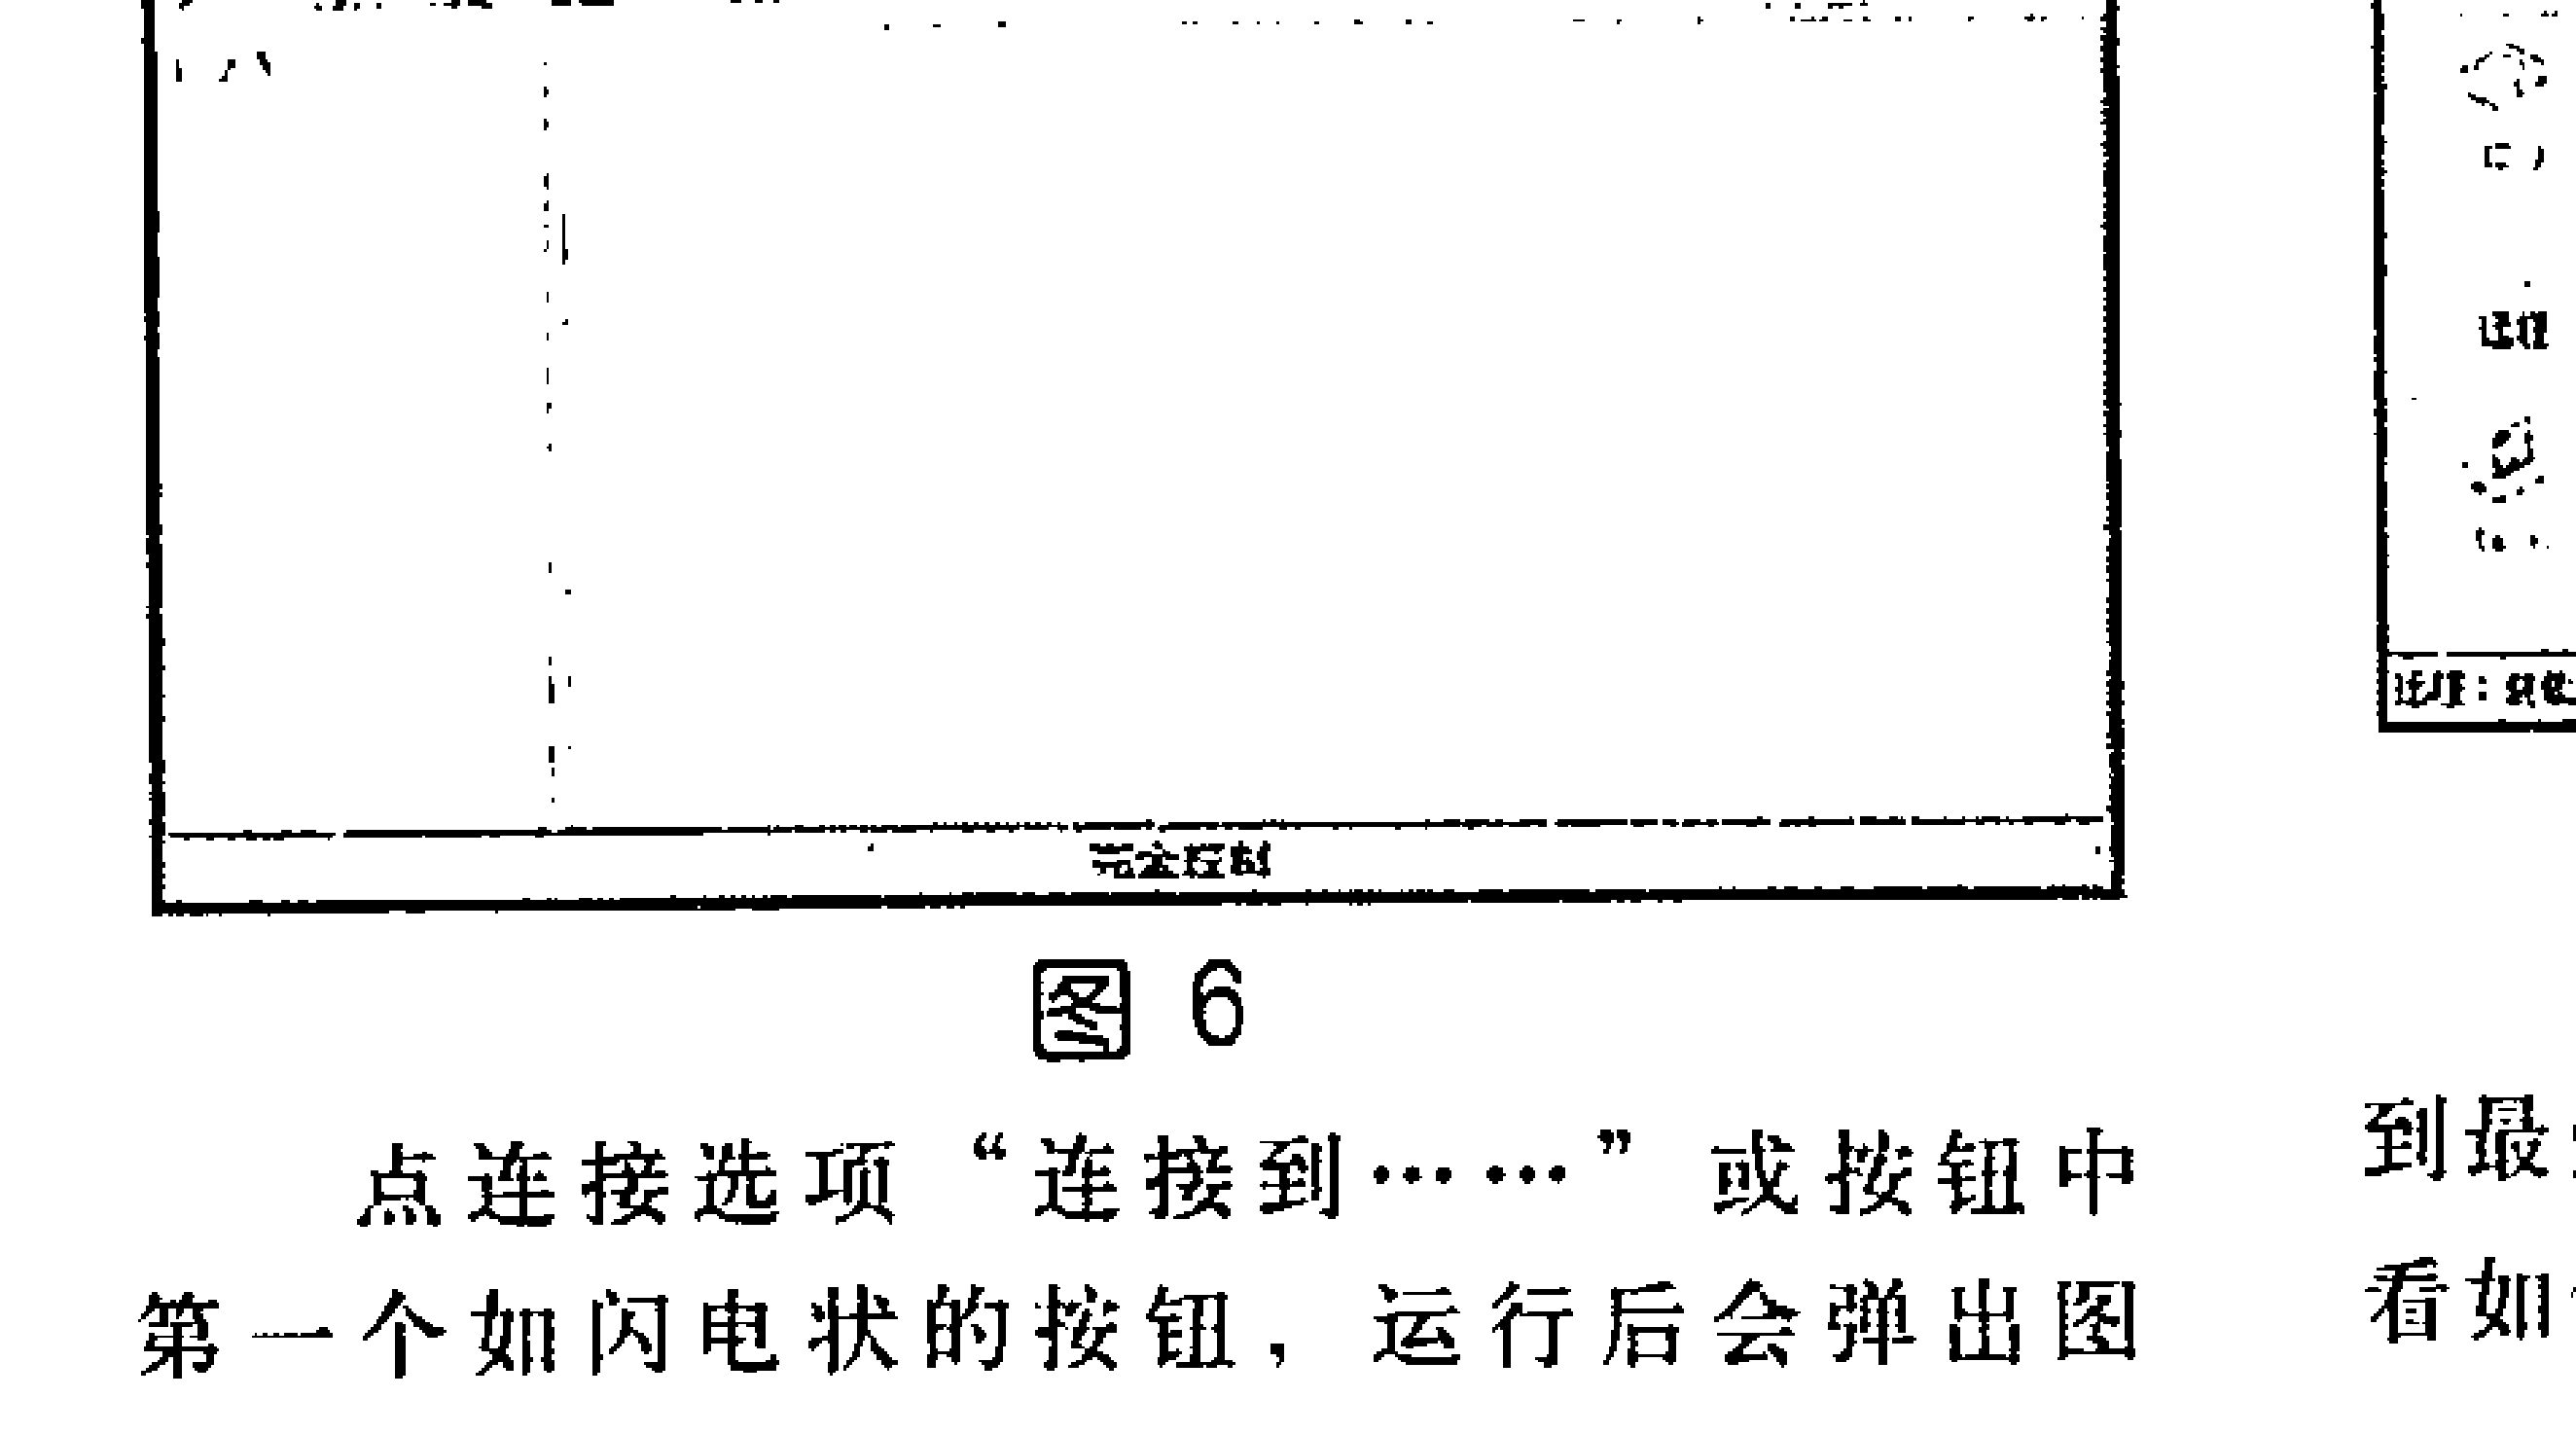 完全控制
图 6
点连接选项“连接到……”或按钮中
第一个如闪电状的按钮，运行后会弹出图
到最
看如